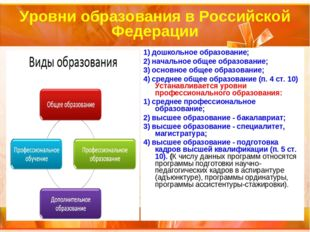 Уровни образования в Российской
Федерации
Виды образования
Общее образование
Профессиональное
образование
Дополнительное
образование
Профессиональное
обучение
1) дошкольное образование;
2) начальное общее образование;
3) основное общее образование;
4) среднее общее образование (п. 4 ст. 10)
Устанавливается уровни
профессионального образования:
1) среднее профессиональное
образование;
2) высшее образование - бакалавриат;
3) высшее образование - специалитет,
магистратура;
4) высшее образование - подготовка
кадров высшей квалификации (п. 5 ст.
10). (К числу данных программ относятся
программы подготовки научно-
педагогических кадров в аспирантуре
(адъюнктуре), программы ординатуры,
программы ассистентуры-стажировки).